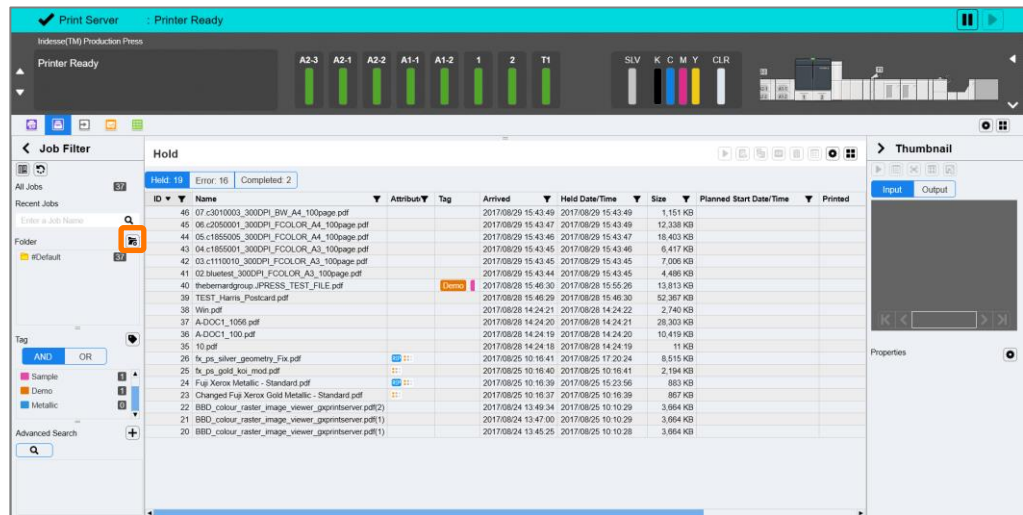 Print Server : Printer Ready
Iridesse(TM) Production Press
Printer Ready
A2-3 A2-1 A2-2 A1-1 A1-2 1 2 T1 SLV K C M Y CLR
Job Filter
Hold
Thumbnail
All Jobs 37
Held: 19 Error: 16 Completed: 2
Input Output
Recent Jobs
ID Name Attribut Tag Arrived Held Date/Time Size Planned Start Date/Time Printed
Enter a Job Name
Folder
#Default 37
46 07.c3010003_300DPI_BW_A4_100page.pdf 2017/08/29 15:43:49 2017/08/29 15:43:49 1,151 KB
45 06.c2050001_300DPI_FCOLOR_A4_100page.pdf 2017/08/29 15:43:47 2017/08/29 15:43:49 12,338 KB
44 05.c1855005_300DPI_FCOLOR_A4_100page.pdf 2017/08/29 15:43:46 2017/08/29 15:43:47 18,403 KB
43 04.c1855001_300DPI_FCOLOR_A3_100page.pdf 2017/08/29 15:43:45 2017/08/29 15:43:46 6,417 KB
42 03.c1110010_300DPI_FCOLOR_A3_100page.pdf 2017/08/29 15:43:45 2017/08/29 15:43:45 7,006 KB
41 02.bluetest_300DPI_FCOLOR_A3_100page.pdf 2017/08/29 15:43:44 2017/08/29 15:43:45 4,486 KB
40 thebernardgroup.JPRESS_TEST_FILE.pdf Demo 2017/08/28 15:46:30 2017/08/28 15:55:26 13,813 KB
39 TEST_Harris_Postcard.pdf 2017/08/28 15:46:29 2017/08/28 15:46:30 52,367 KB
38 Win.pdf 2017/08/28 14:24:21 2017/08/28 14:24:22 2,740 KB
37 A-DOC1_1056.pdf 2017/08/28 14:24:20 2017/08/28 14:24:21 28,303 KB
36 A-DOC1_100.pdf 2017/08/28 14:24:19 2017/08/28 14:24:20 10,419 KB
35 10.pdf 2017/08/28 14:24:18 2017/08/28 14:24:19 11 KB
26 fx_ps_silver_geometry_Fix.pdf 2017/08/25 10:16:41 2017/08/25 17:20:24 8,515 KB
25 fx_ps_gold_koi_mod.pdf 2017/08/25 10:16:40 2017/08/25 10:16:41 2,194 KB
24 Fuji Xerox Metallic - Standard.pdf 2017/08/25 10:16:39 2017/08/25 15:23:56 883 KB
23 Changed Fuji Xerox Gold Metallic - Standard.pdf 2017/08/25 10:16:37 2017/08/25 10:16:39 867 KB
22 BBD_colour_raster_image_viewer_gxprintserver.pdf(2) 2017/08/24 13:49:34 2017/08/25 10:10:29 3,664 KB
21 BBD_colour_raster_image_viewer_gxprintserver.pdf(1) 2017/08/24 13:47:00 2017/08/25 10:10:29 3,664 KB
20 BBD_colour_raster_image_viewer_gxprintserver.pdf(1) 2017/08/24 13:45:25 2017/08/25 10:10:28 3,664 KB
Tag
AND OR
Sample 1
Demo 1
Metallic 0
Advanced Search
Properties